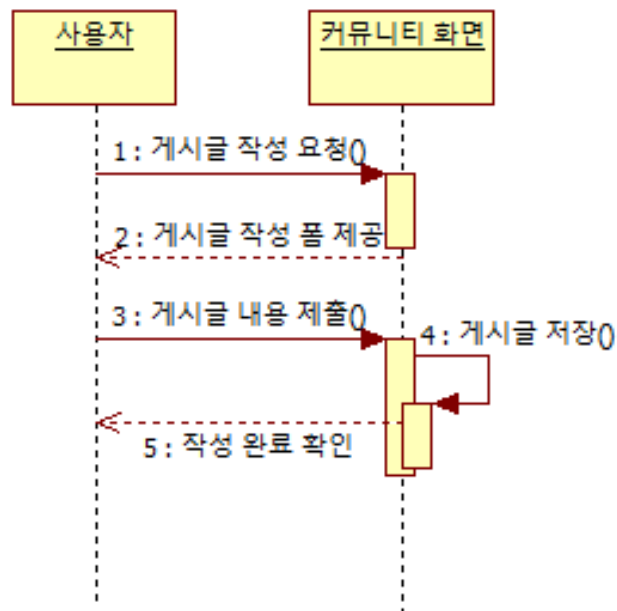 사용자
커뮤니티 화면
1 : 게시글 작성 요청()
2 : 게시글 작성 폼 제공
3 : 게시글 내용 제출()
4 : 게시글 저장()
5 : 작성 완료 확인